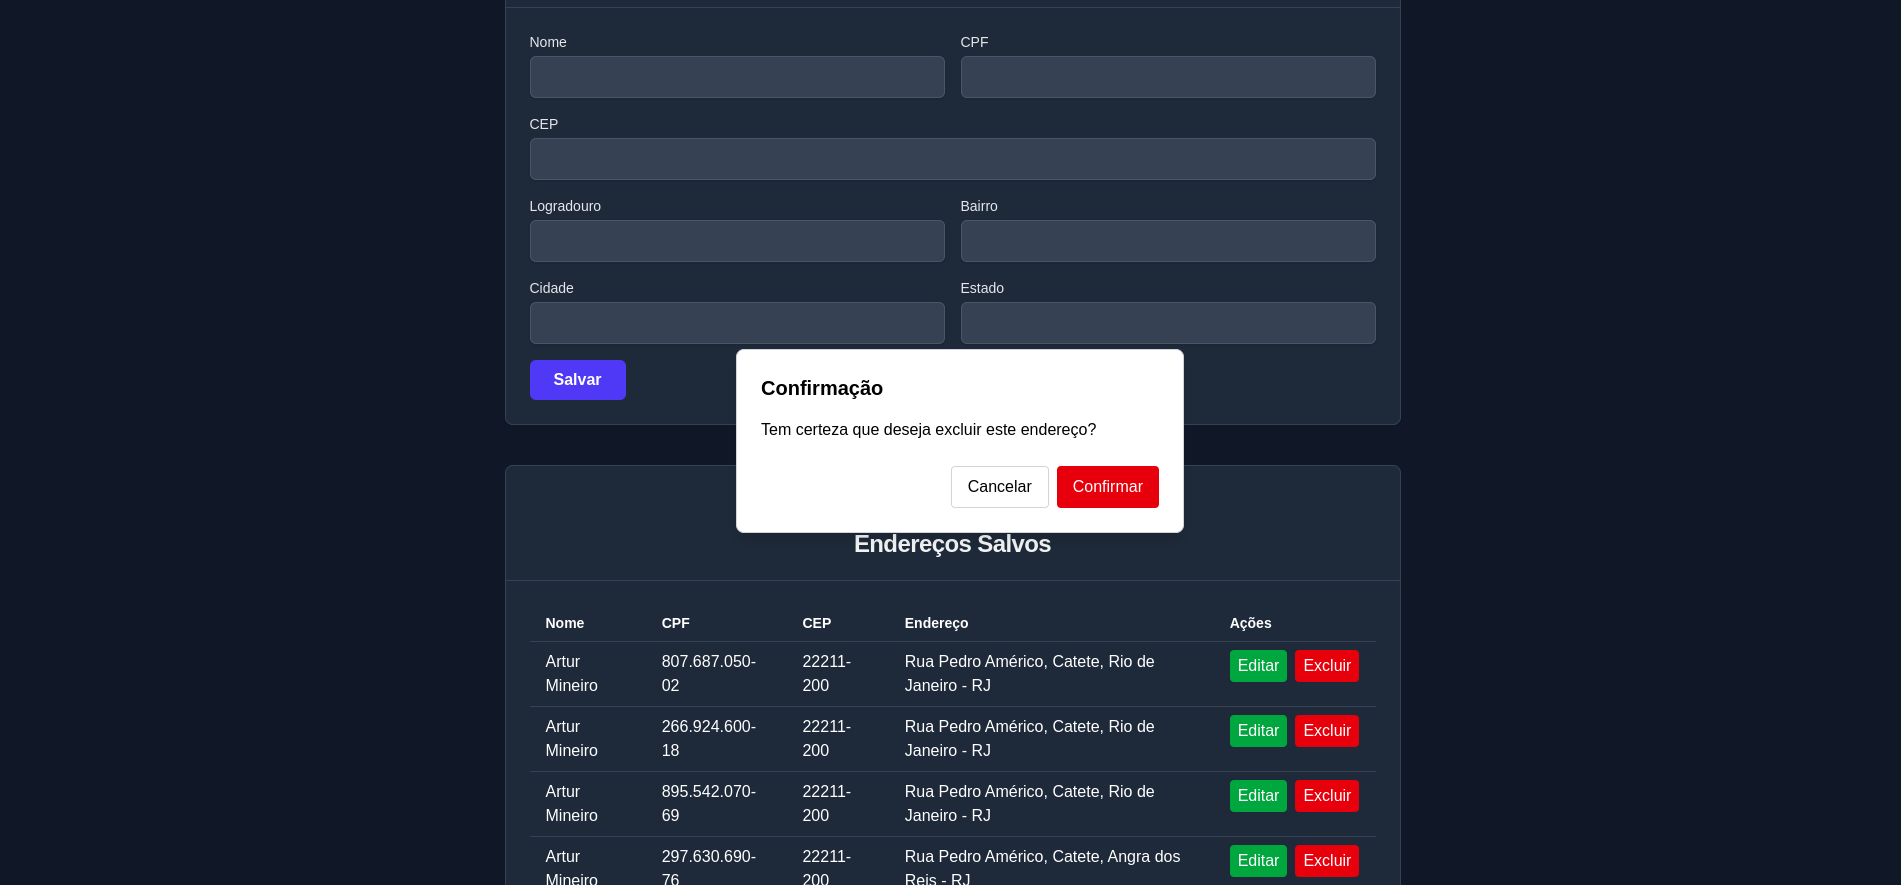 Nome
CPF
CEP
Logradouro
Bairro
Cidade
Estado
Salvar
Confirmação
Tem certeza que deseja excluir este endereço?
Cancelar
Confirmar
Endereços Salvos
Nome CPF CEP Endereço Ações
Artur 807.687.050- 22211- Rua Pedro Américo, Catete, Rio de Editar Excluir
Mineiro 02 200 Janeiro - RJ
Artur 266.924.600- 22211- Rua Pedro Américo, Catete, Rio de Editar Excluir
Mineiro 18 200 Janeiro - RJ
Artur 895.542.070- 22211- Rua Pedro Américo, Catete, Rio de Editar Excluir
Mineiro 69 200 Janeiro - RJ
Artur 297.630.690- 22211- Rua Pedro Américo, Catete, Angra dos Editar Excluir
Mineiro 76 200 Reis - RJ